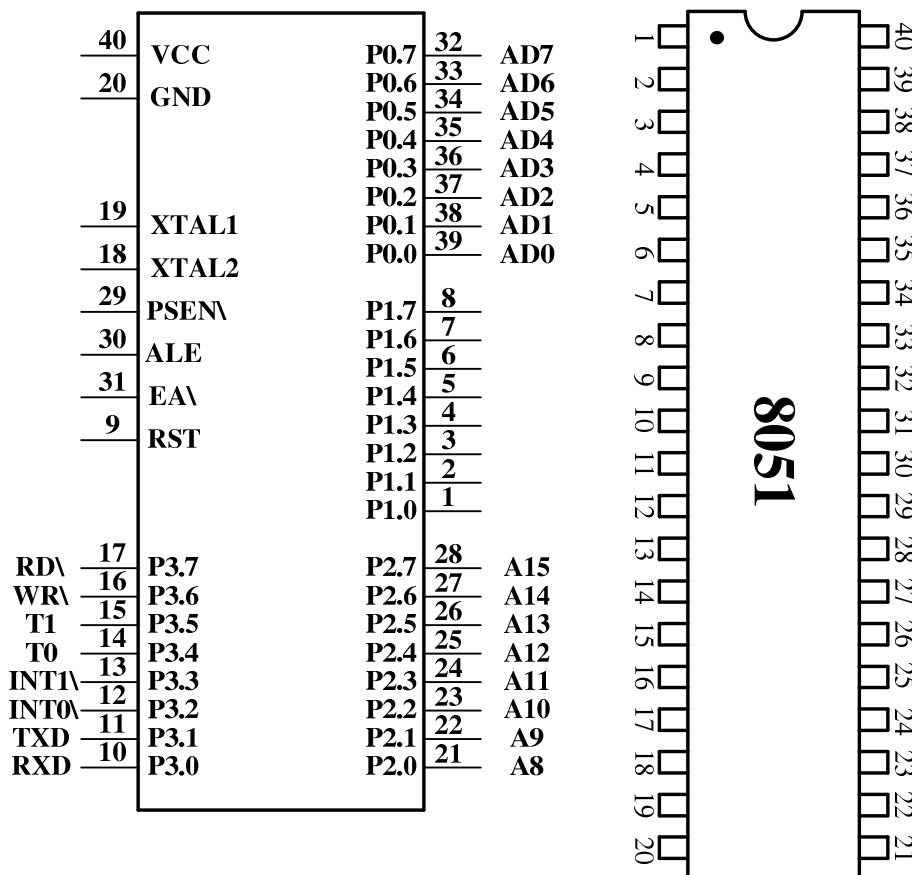 40 VCC P0.7 32 AD7
20 GND P0.6 33 AD6
P0.5 34 AD5
P0.4 35 AD4
P0.3 36 AD3
P0.2 37 AD2
19 XTAL1 P0.1 38 AD1
P0.0 39 AD0
18 XTAL2
29 PSEN\ P1.7 8
P1.6 7
30 ALE P1.5 6
31 EA\ P1.4 5
P1.3 4
9 RST P1.2 3
P1.1 2
P1.0 1
RD\ 17 P3.7 P2.7 28 A15
WR\ 16 P3.6 P2.6 27 A14
T1 15 P3.5 P2.5 26 A13
T0 14 P3.4 P2.4 25 A12
INT1\ 13 P3.3 P2.3 24 A11
INT0\ 12 P3.2 P2.2 23 A10
TXD 11 P3.1 P2.1 22 A9
RXD 10 P3.0 P2.0 21 A8
1 40
2 39
3 38
4 37
5 36
6 35
7 34
8 33
9 32
10 31
11 30
12 29
13 28
14 27
15 26
16 25
17 24
18 23
19 22
20 21
8051